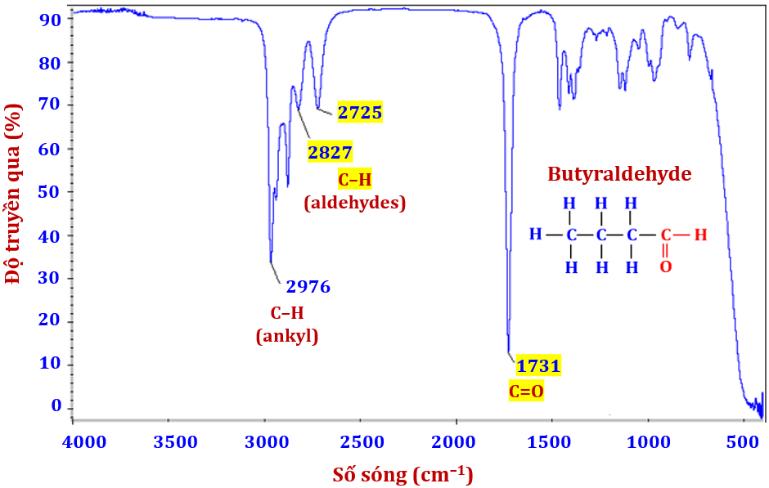 Độ truyền qua (%)
90
80
70
60
50
40
30
20
10
0
2725
2827
C–H
(aldehydes)
2976
C–H
(ankyl)
Butyraldehyde
H H H
H C C C C H
H H H O
1731
C=O
4000 3500 3000 2500 2000 1500 1000 500
Số sóng (cm⁻¹)